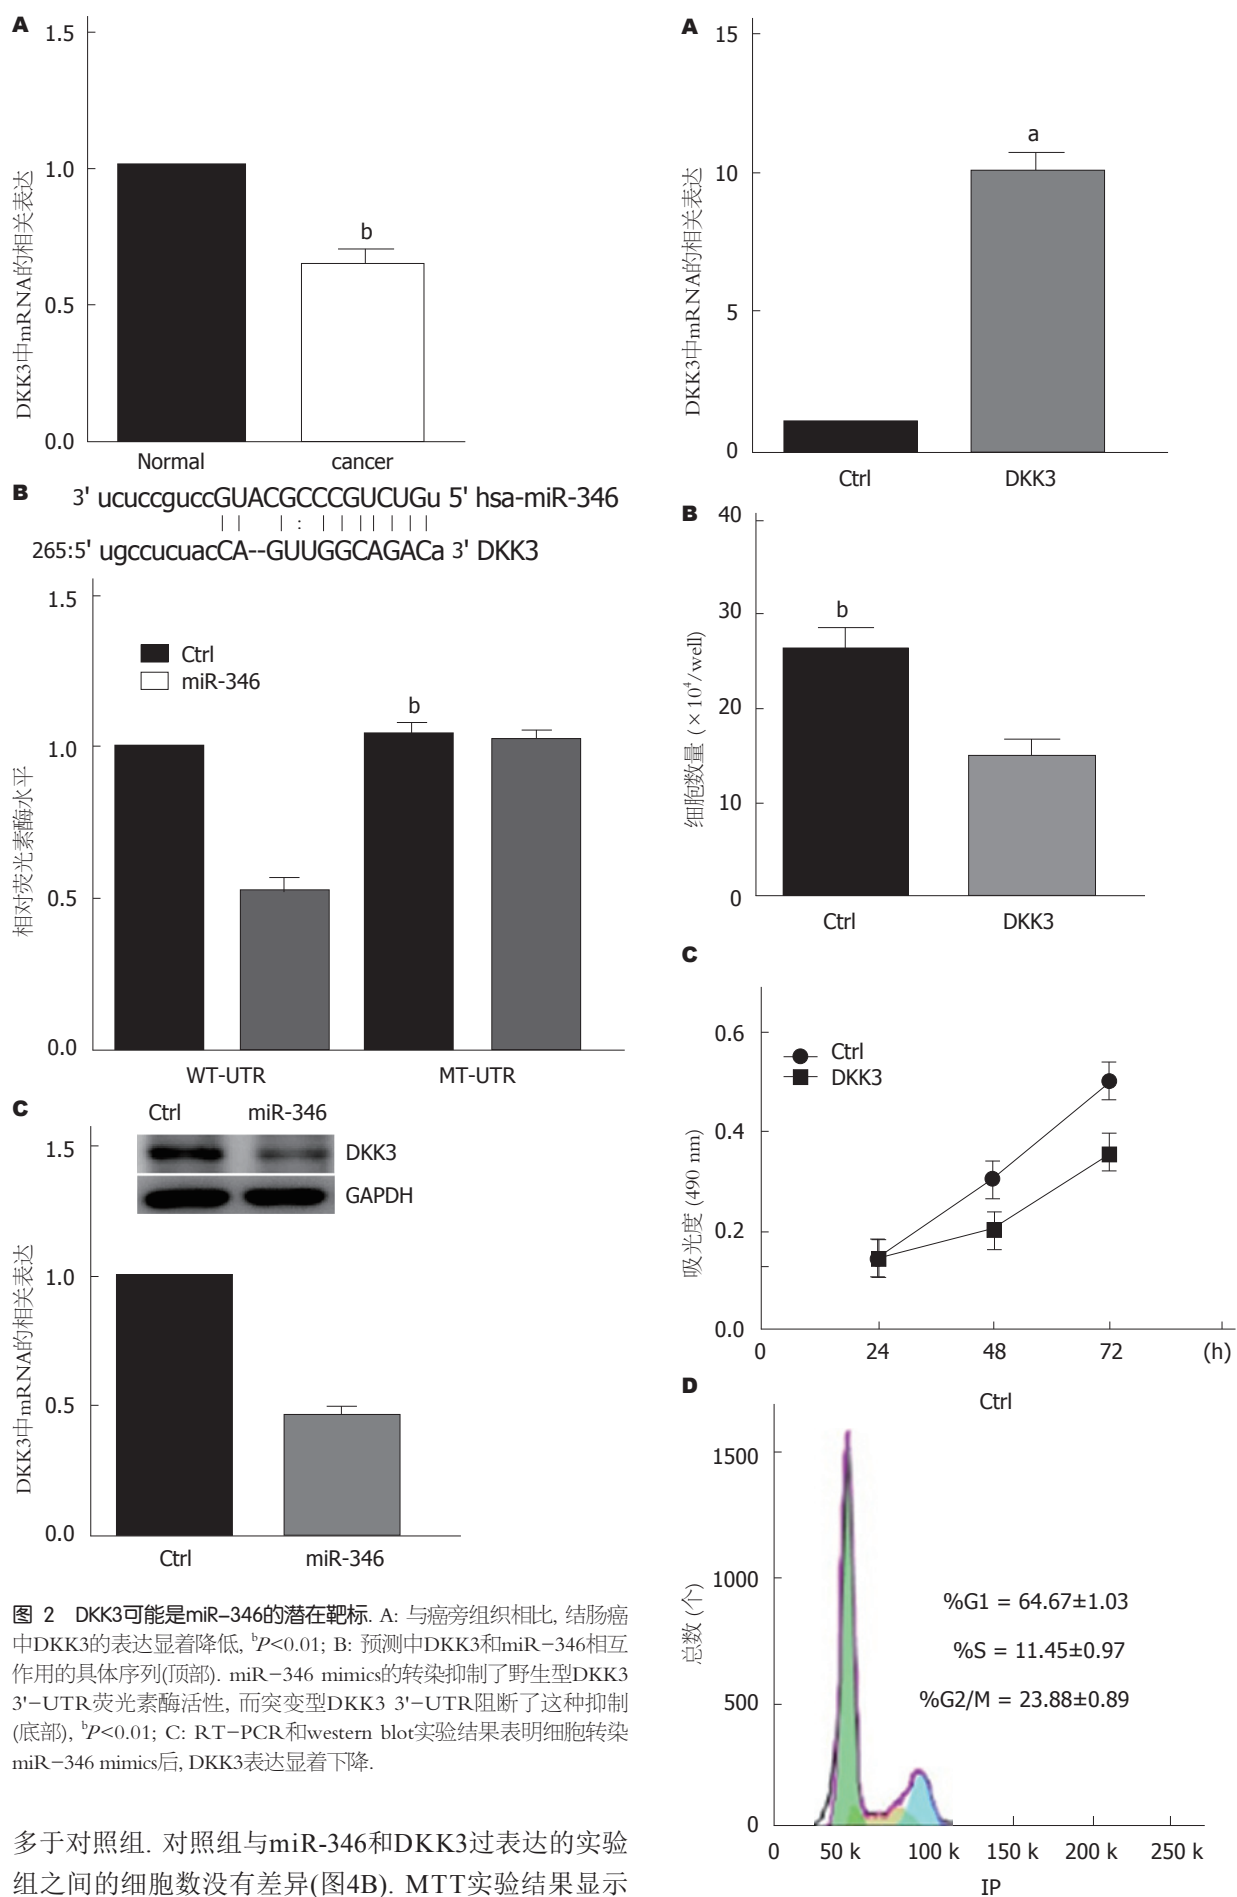 A
1.5
1.0
0.5
0.0
DKK3中mRNA的相关表达
b
Normal
cancer
B
3' ucuccguccGUACGCCCGUCUGu 5' hsa-miR-346
| | | : | | | | | | |
265:5' ugccucuacCA--GUUGGCAGACa 3' DKK3
1.5
1.0
0.5
0.0
相对荧光素酶水平
Ctrl
miR-346
b
WT-UTR
MT-UTR
C
Ctrl
miR-346
DKK3
GAPDH
1.5
1.0
0.5
0.0
DKK3中mRNA的相关表达
Ctrl
miR-346
图 2 DKK3可能是miR-346的潜在靶标. A: 与癌旁组织相比, 结肠癌
中DKK3的表达显着降低, ᵇP<0.01; B: 预测中DKK3和miR-346相互
作用的具体序列(顶部). miR-346 mimics的转染抑制了野生型DKK3
3'-UTR荧光素酶活性, 而突变型DKK3 3'-UTR阻断了这种抑制
(底部), ᵇP<0.01; C: RT-PCR和western blot实验结果表明细胞转染
miR-346 mimics后, DKK3表达显着下降.
多于对照组. 对照组与miR-346和DKK3过表达的实验
组之间的细胞数没有差异(图4B). MTT实验结果显示
A
15
10
5
0
DKK3中mRNA的相关表达
a
Ctrl
DKK3
B
40
30
20
10
0
细胞数量 (×10⁴/well)
b
Ctrl
DKK3
C
0.6
0.4
0.2
0.0
吸光度 (490 nm)
Ctrl
DKK3
0
24
48
72
(h)
D
Ctrl
1500
1000
500
0
总数 (个)
%G1 = 64.67±1.03
%S = 11.45±0.97
%G2/M = 23.88±0.89
0
50 k
100 k
150 k
200 k
250 k
IP